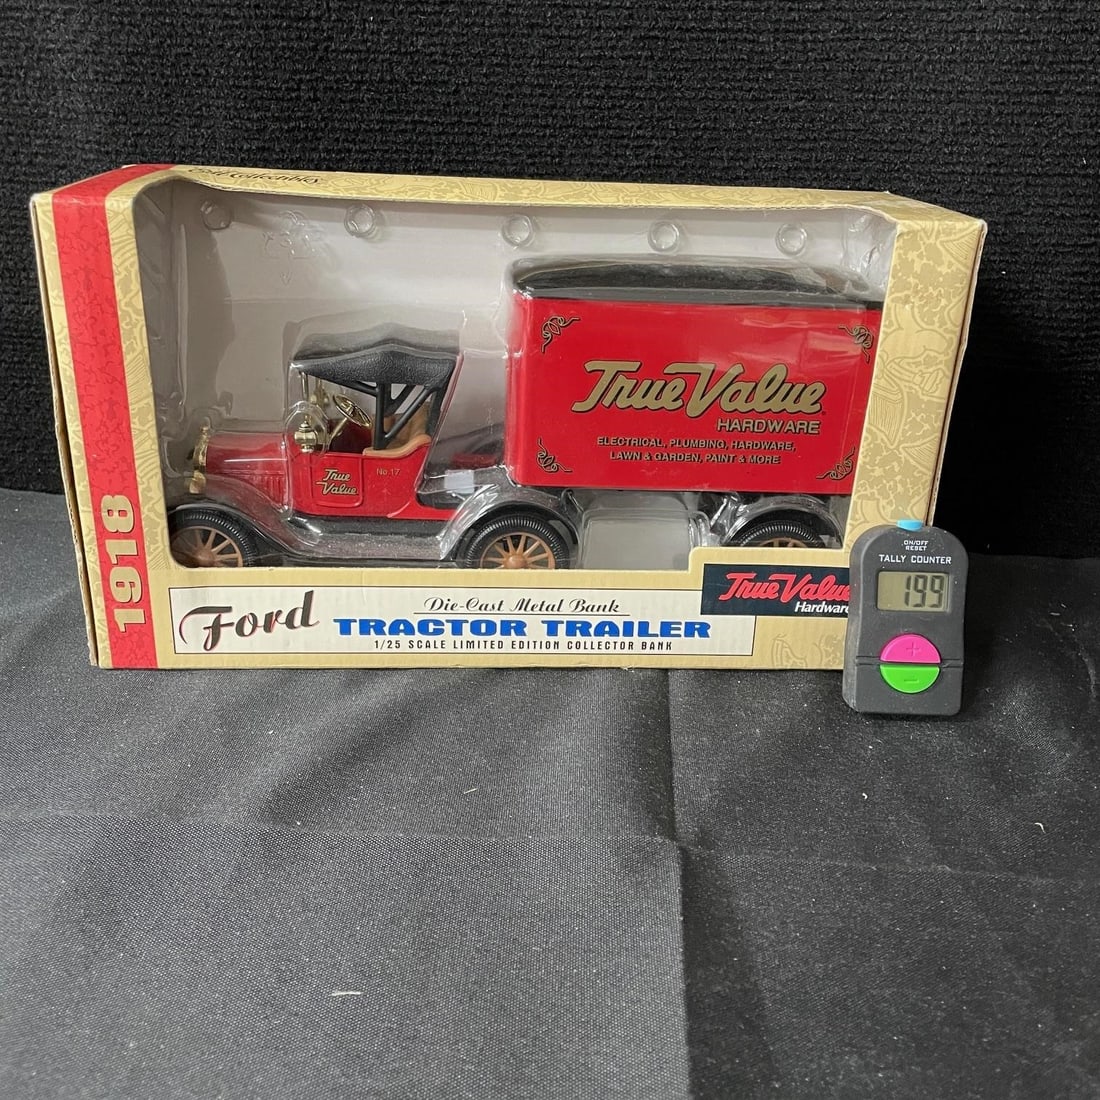 Collectibles
1918
True Value
HARDWARE
ELECTRICAL, PLUMBING, HARDWARE,
LAWN & GARDEN, PAINT & MORE
No.17
True
Value
Ford
Die-Cast Metal Bank
TRACTOR TRAILER
1/25 SCALE LIMITED EDITION COLLECTOR BANK
True Value
Hardware
ON/OFF
RESET
TALLY COUNTER
199
+
−